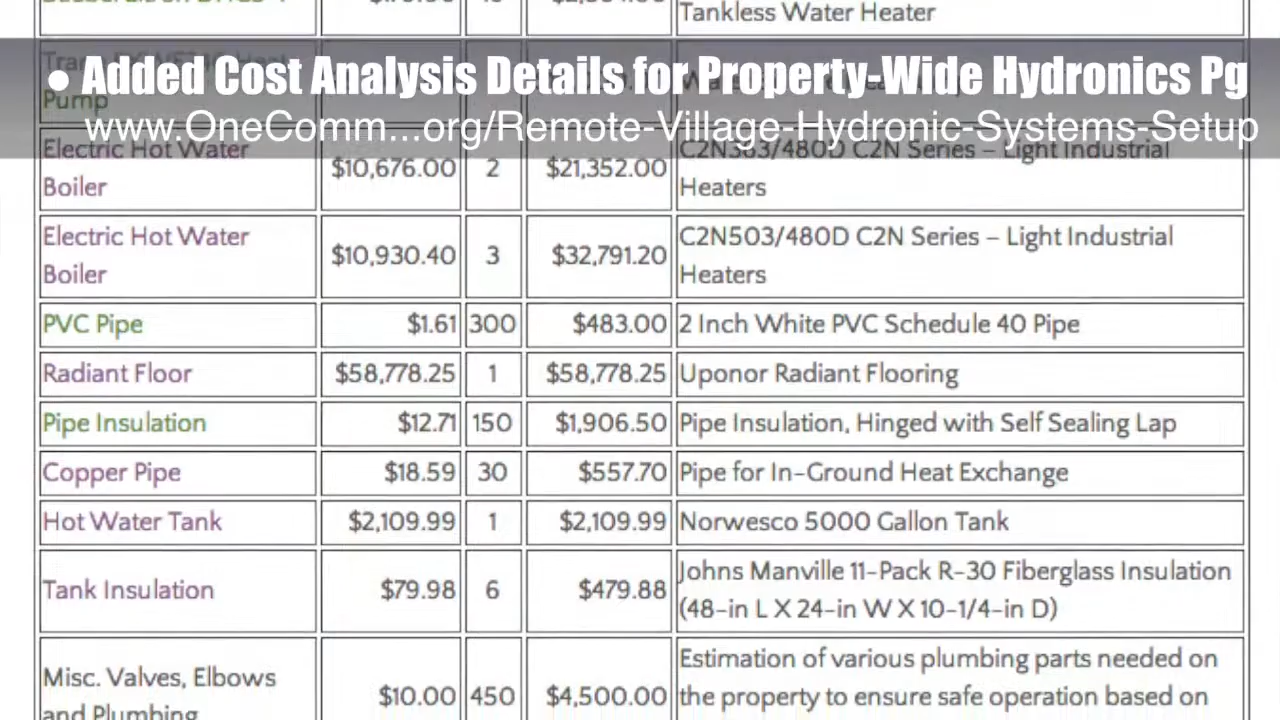 Tankless Water Heater
• Added Cost Analysis Details for Property-Wide Hydronics Pg
Pump
www.OneComm...org/Remote-Village-Hydronic-Systems-Setup
Electric Hot Water
Boiler
$10,676.00
2
$21,352.00
C2N363/480D C2N Series – Light Industrial
Heaters
Electric Hot Water
Boiler
$10,930.40
3
$32,791.20
C2N503/480D C2N Series – Light Industrial
Heaters
PVC Pipe
$1.61
300
$483.00
2 Inch White PVC Schedule 40 Pipe
Radiant Floor
$58,778.25
1
$58,778.25
Uponor Radiant Flooring
Pipe Insulation
$12.71
150
$1,906.50
Pipe Insulation, Hinged with Self Sealing Lap
Copper Pipe
$18.59
30
$557.70
Pipe for In-Ground Heat Exchange
Hot Water Tank
$2,109.99
1
$2,109.99
Norwesco 5000 Gallon Tank
Tank Insulation
$79.98
6
$479.88
Johns Manville 11-Pack R-30 Fiberglass Insulation
(48-in L X 24-in W X 10-1/4-in D)
Misc. Valves, Elbows
and Plumbing
$10.00
450
$4,500.00
Estimation of various plumbing parts needed on
the property to ensure safe operation based on